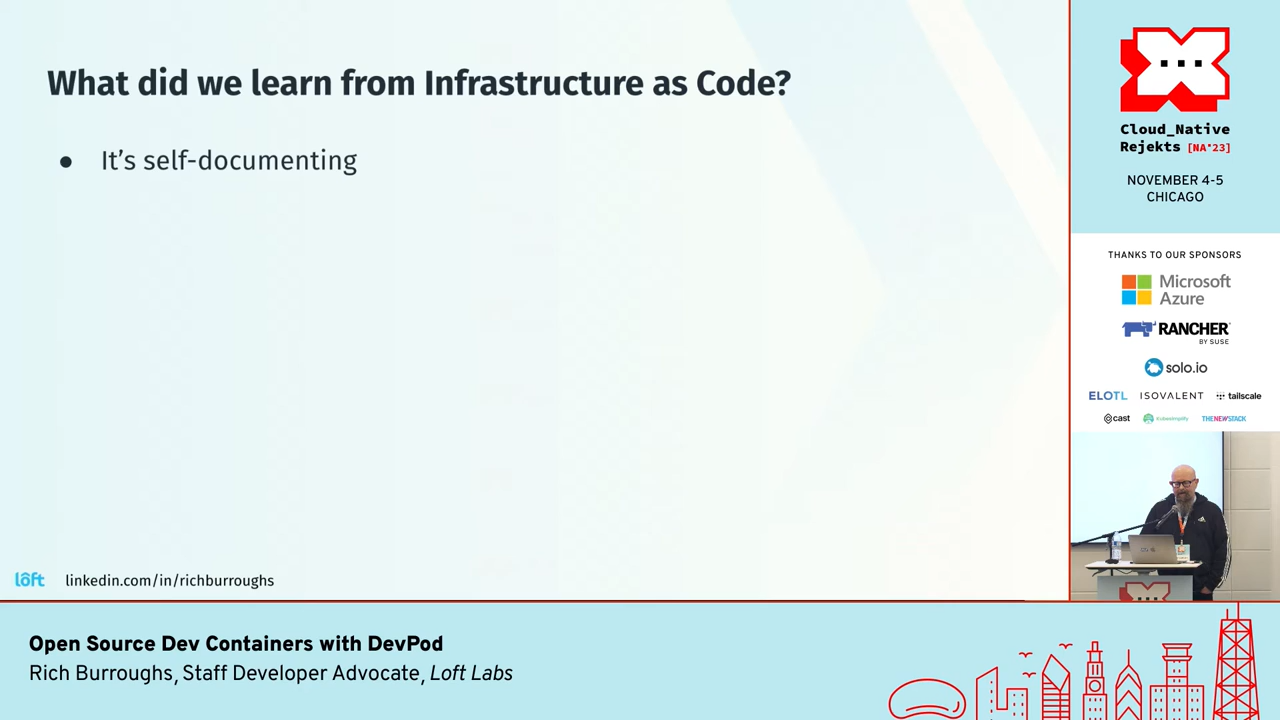 What did we learn from Infrastructure as Code?
● It's self-documenting
lôft linkedin.com/in/richburroughs
Cloud_Native
Rejekts [NA'23]
NOVEMBER 4-5
CHICAGO
THANKS TO OUR SPONSORS
Microsoft
Azure
RANCHER
BY SUSE
solo.io
ELOTL ISOVALENT tailscale
cast kubesimplify THENEWSTACK
Open Source Dev Containers with DevPod
Rich Burroughs, Staff Developer Advocate, Loft Labs